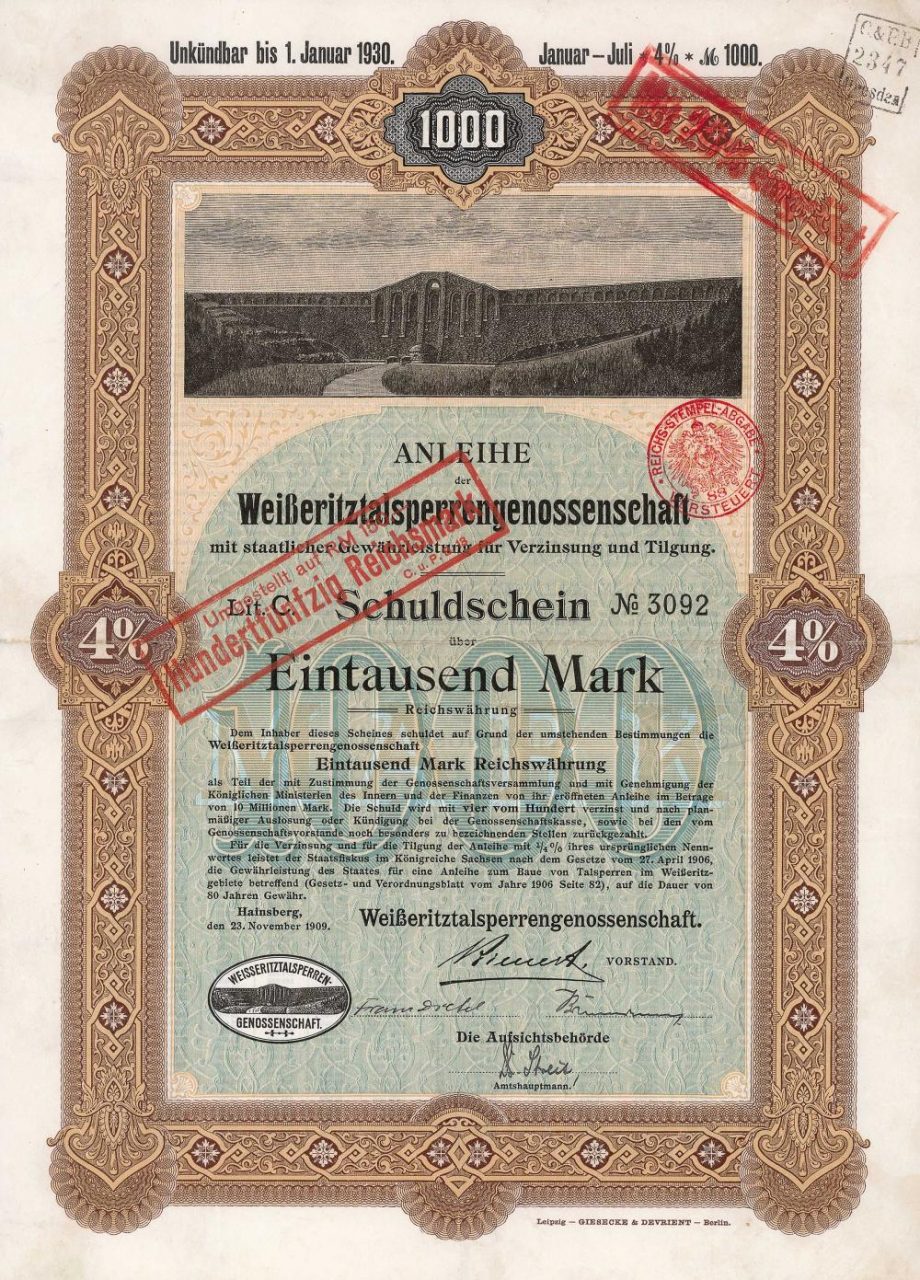 Unkündbar bis 1. Januar 1930.
Januar – Juli * 4% * ℳ 1000.
C & P.B
2347
Dresden
1000
REICHS-STEMPEL-ABGABE
88
VERSTEUERT
ANLEIHE
der
Weißeritztalsperrengenossenschaft
mit staatlicher Gewährleistung für Verzinsung und Tilgung.
Umgestellt auf RM
Hundertfünfzig Reichsmark
C. u. P.
Lit. C. Schuldschein № 3092
über
4% Eintausend Mark 4%
Reichswährung
1000
Dem Inhaber dieses Scheines schuldet auf Grund der umstehenden Bestimmungen die
Weißeritztalsperrengenossenschaft
Eintausend Mark Reichswährung
als Teil der mit Zustimmung der Genossenschaftsversammlung und mit Genehmigung der
Königlichen Ministerien des Innern und der Finanzen von ihr eröffneten Anleihe im Betrage
von 10 Millionen Mark. Die Schuld wird mit vier vom Hundert verzinst und nach plan-
mäßiger Auslosung oder Kündigung bei der Genossenschaftskasse, sowie bei den vom
Genossenschaftsvorstande noch besonders zu bezeichnenden Stellen zurückgezahlt.
Für die Verzinsung und für die Tilgung der Anleihe mit ¼% ihres ursprünglichen Nenn-
wertes leistet der Staatsfiskus im Königreiche Sachsen nach dem Gesetze vom 27. April 1906,
die Gewährleistung des Staates für eine Anleihe zum Baue von Talsperren im Weißeritz-
gebiete betreffend (Gesetz- und Verordnungsblatt vom Jahre 1906 Seite 82), auf die Dauer von
80 Jahren Gewähr.
Hainsberg,
den 23. November 1909.
Weißeritztalsperrengenossenschaft.
VORSTAND.
WEISSERITZTALSPERREN-
GENOSSENSCHAFT.
Die Aufsichtsbehörde
Amtshauptmann.
Leipzig – GIESECKE & DEVRIENT – Berlin.